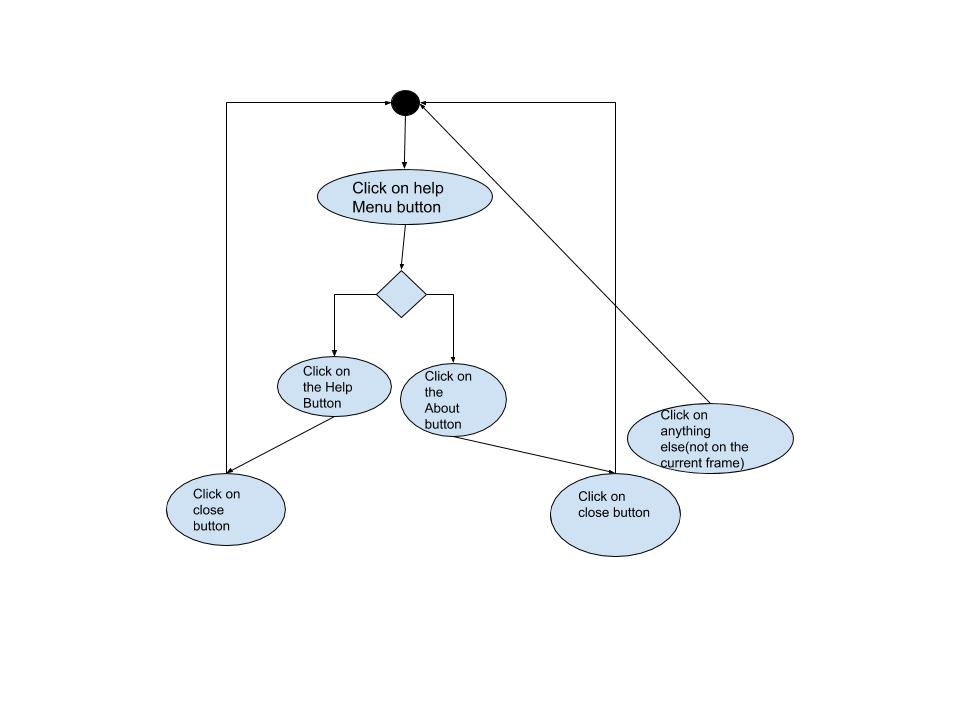 Click on help
Menu button
Click on
the Help
Button
Click on
the
About
button
Click on
anything
else(not on the
current frame)
Click on
close
button
Click on
close button